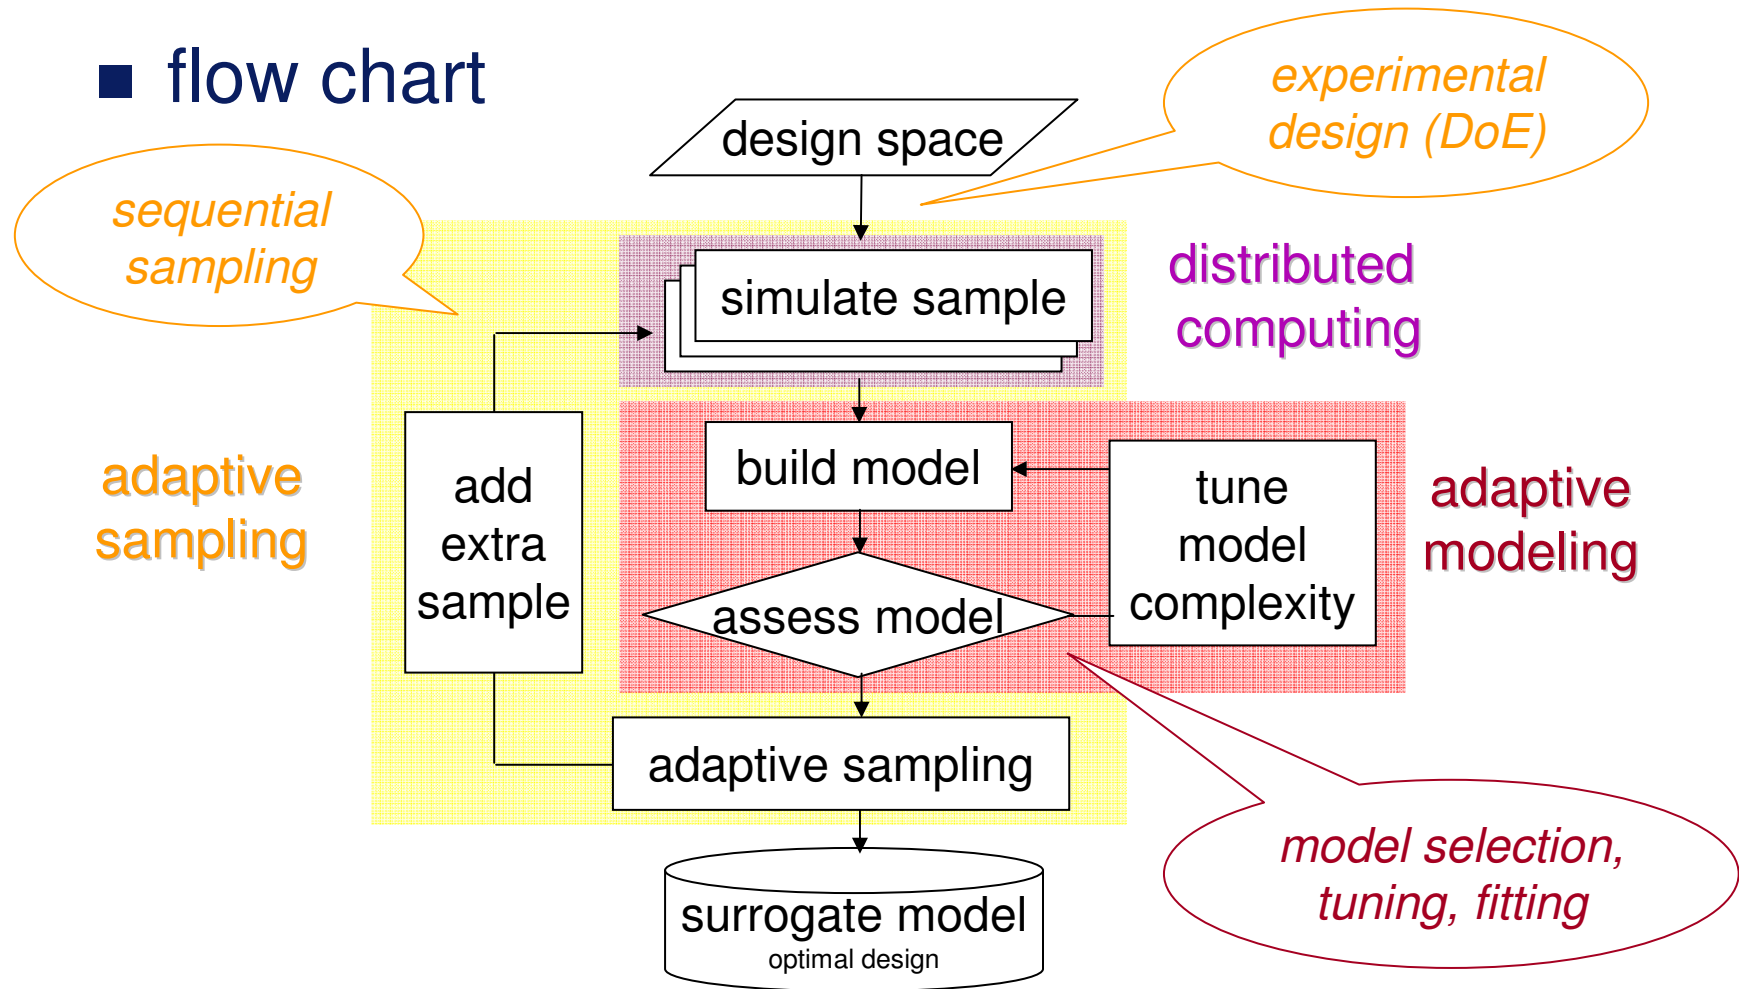 flow chart
experimental
design (DoE)
design space
sequential
sampling
simulate sample
distributed
computing
build model
adaptive
sampling
add
extra
sample
tune
model
complexity
adaptive
modeling
assess model
adaptive sampling
model selection,
tuning, fitting
surrogate model
optimal design